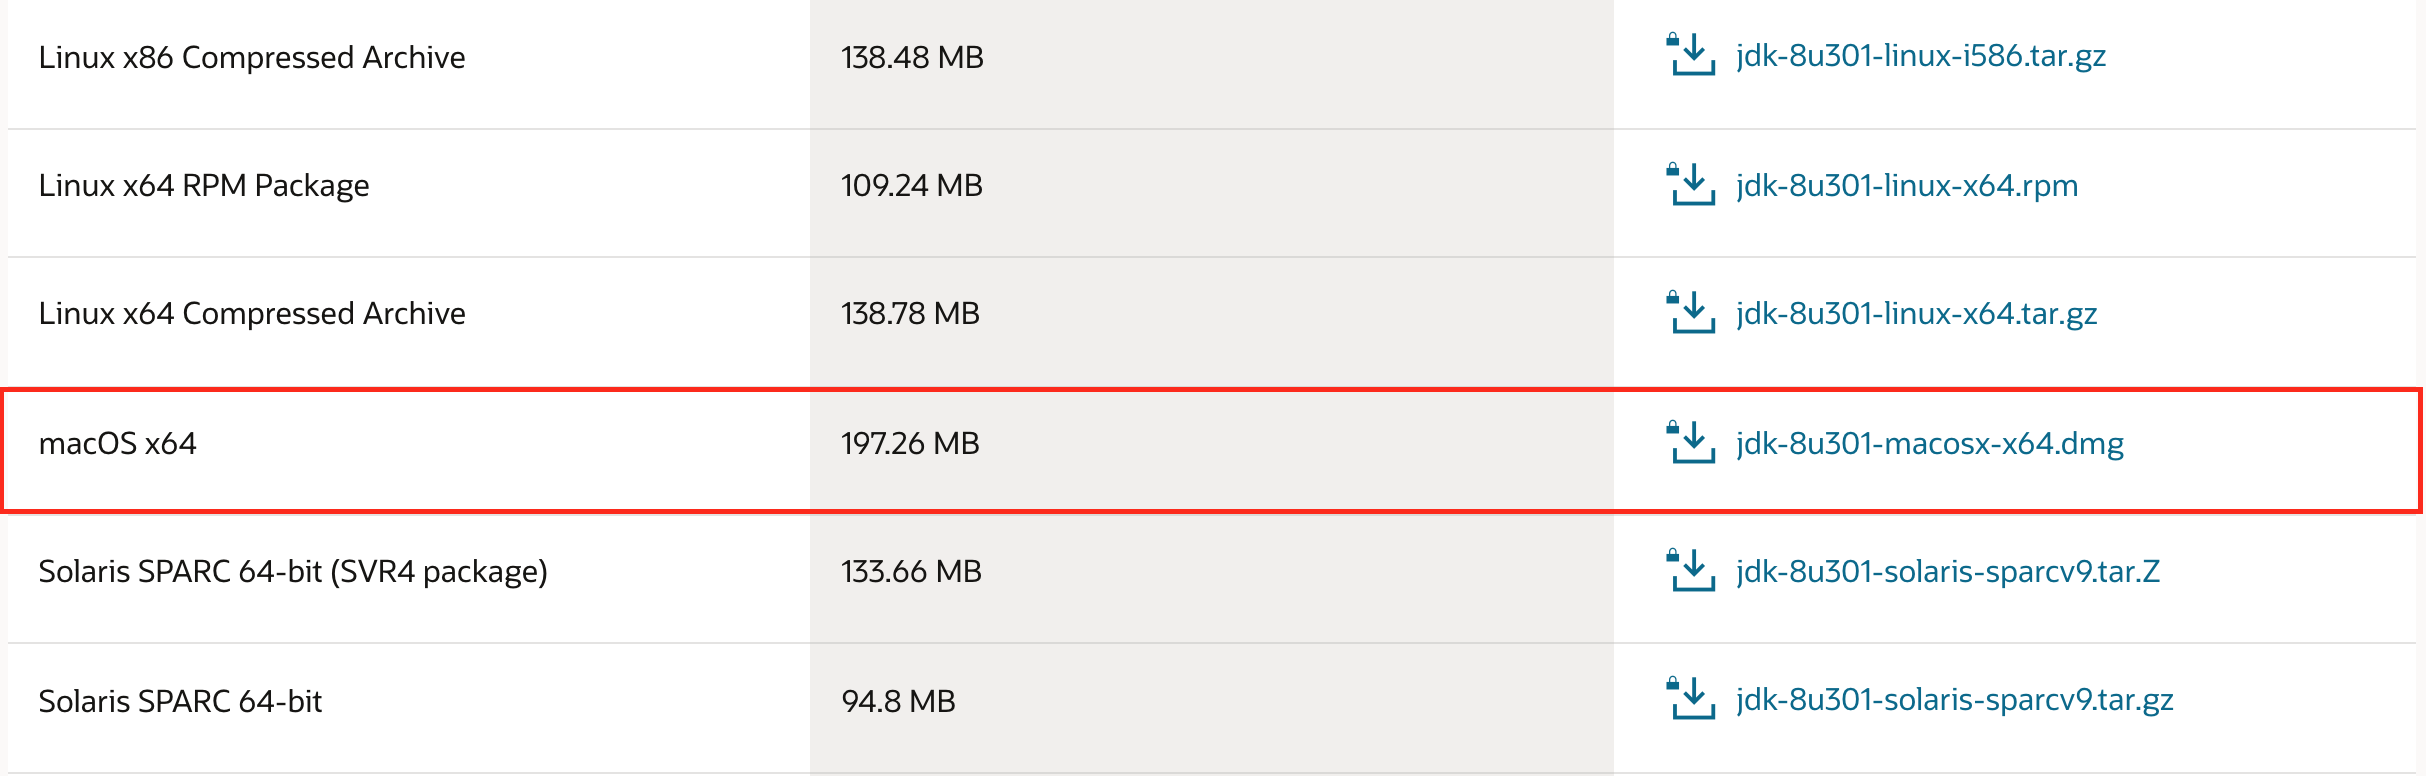 Linux x86 Compressed Archive 138.48 MB jdk-8u301-linux-i586.tar.gz
Linux x64 RPM Package 109.24 MB jdk-8u301-linux-x64.rpm
Linux x64 Compressed Archive 138.78 MB jdk-8u301-linux-x64.tar.gz
macOS x64 197.26 MB jdk-8u301-macosx-x64.dmg
Solaris SPARC 64-bit (SVR4 package) 133.66 MB jdk-8u301-solaris-sparcv9.tar.Z
Solaris SPARC 64-bit 94.8 MB jdk-8u301-solaris-sparcv9.tar.gz